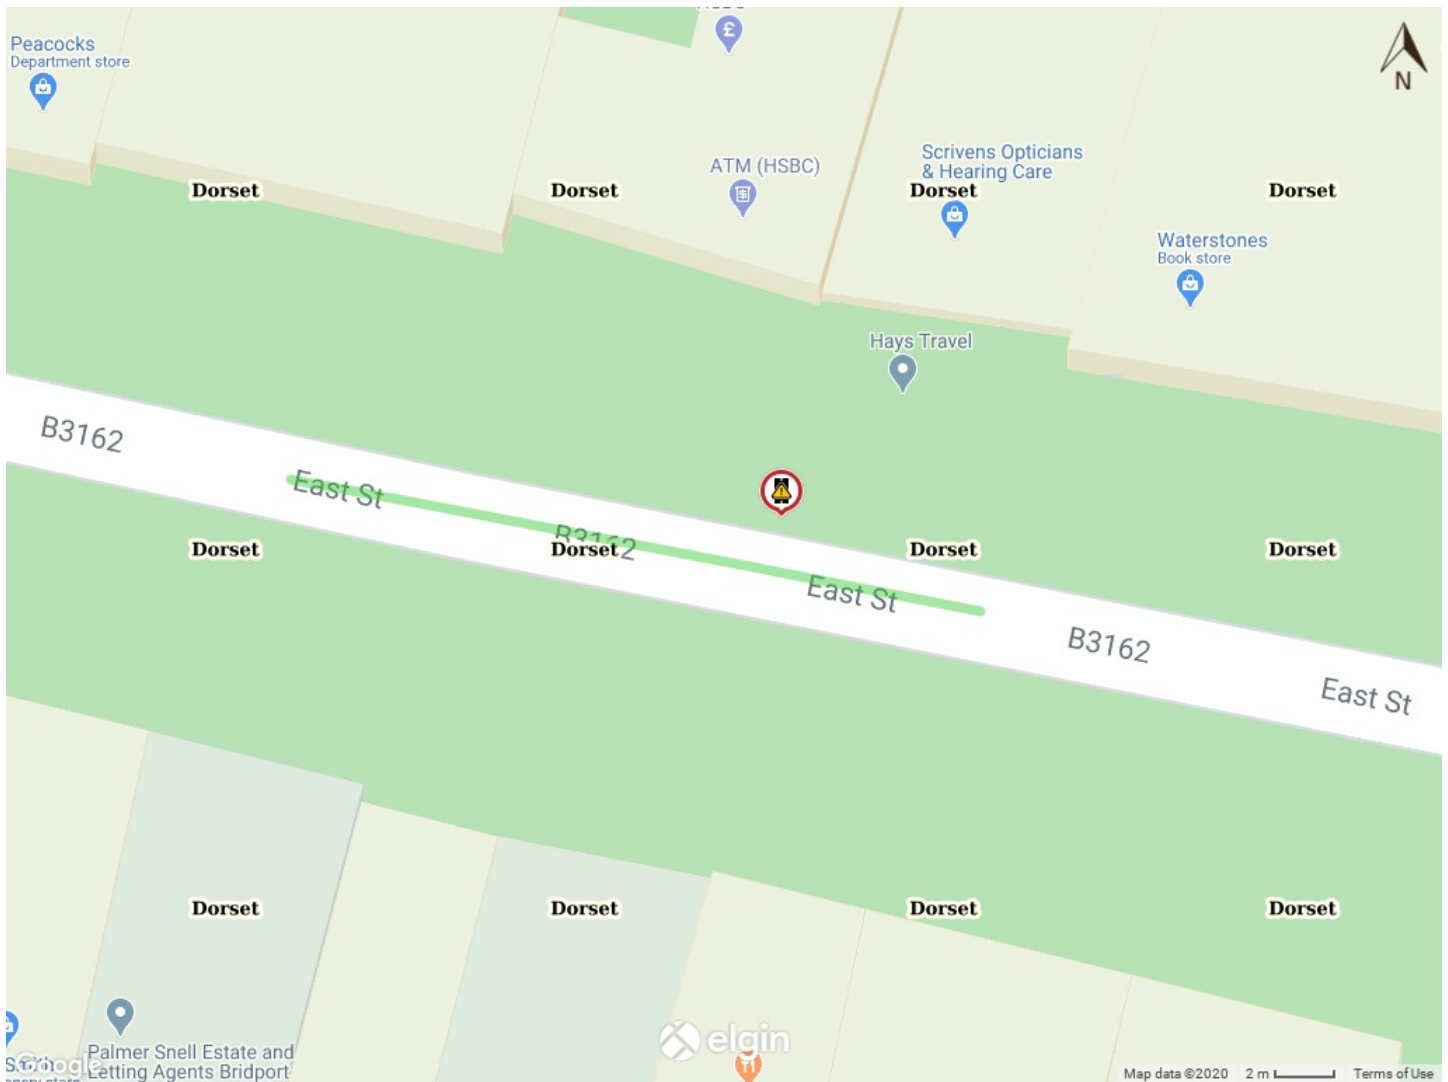 Peacocks
Department store
£
N
ATM (HSBC)
Scrivens Opticians
& Hearing Care
Dorset
Dorset
Dorset
Dorset
Waterstones
Book store
Hays Travel
B3162
East St
B3162
East St
Dorset
Dorset
Dorset
Dorset
B3162
East St
Dorset
Dorset
Dorset
Dorset
Palmer Snell Estate and
Letting Agents Bridport
Google
elgin
Map data ©2020
2 m
Terms of Use